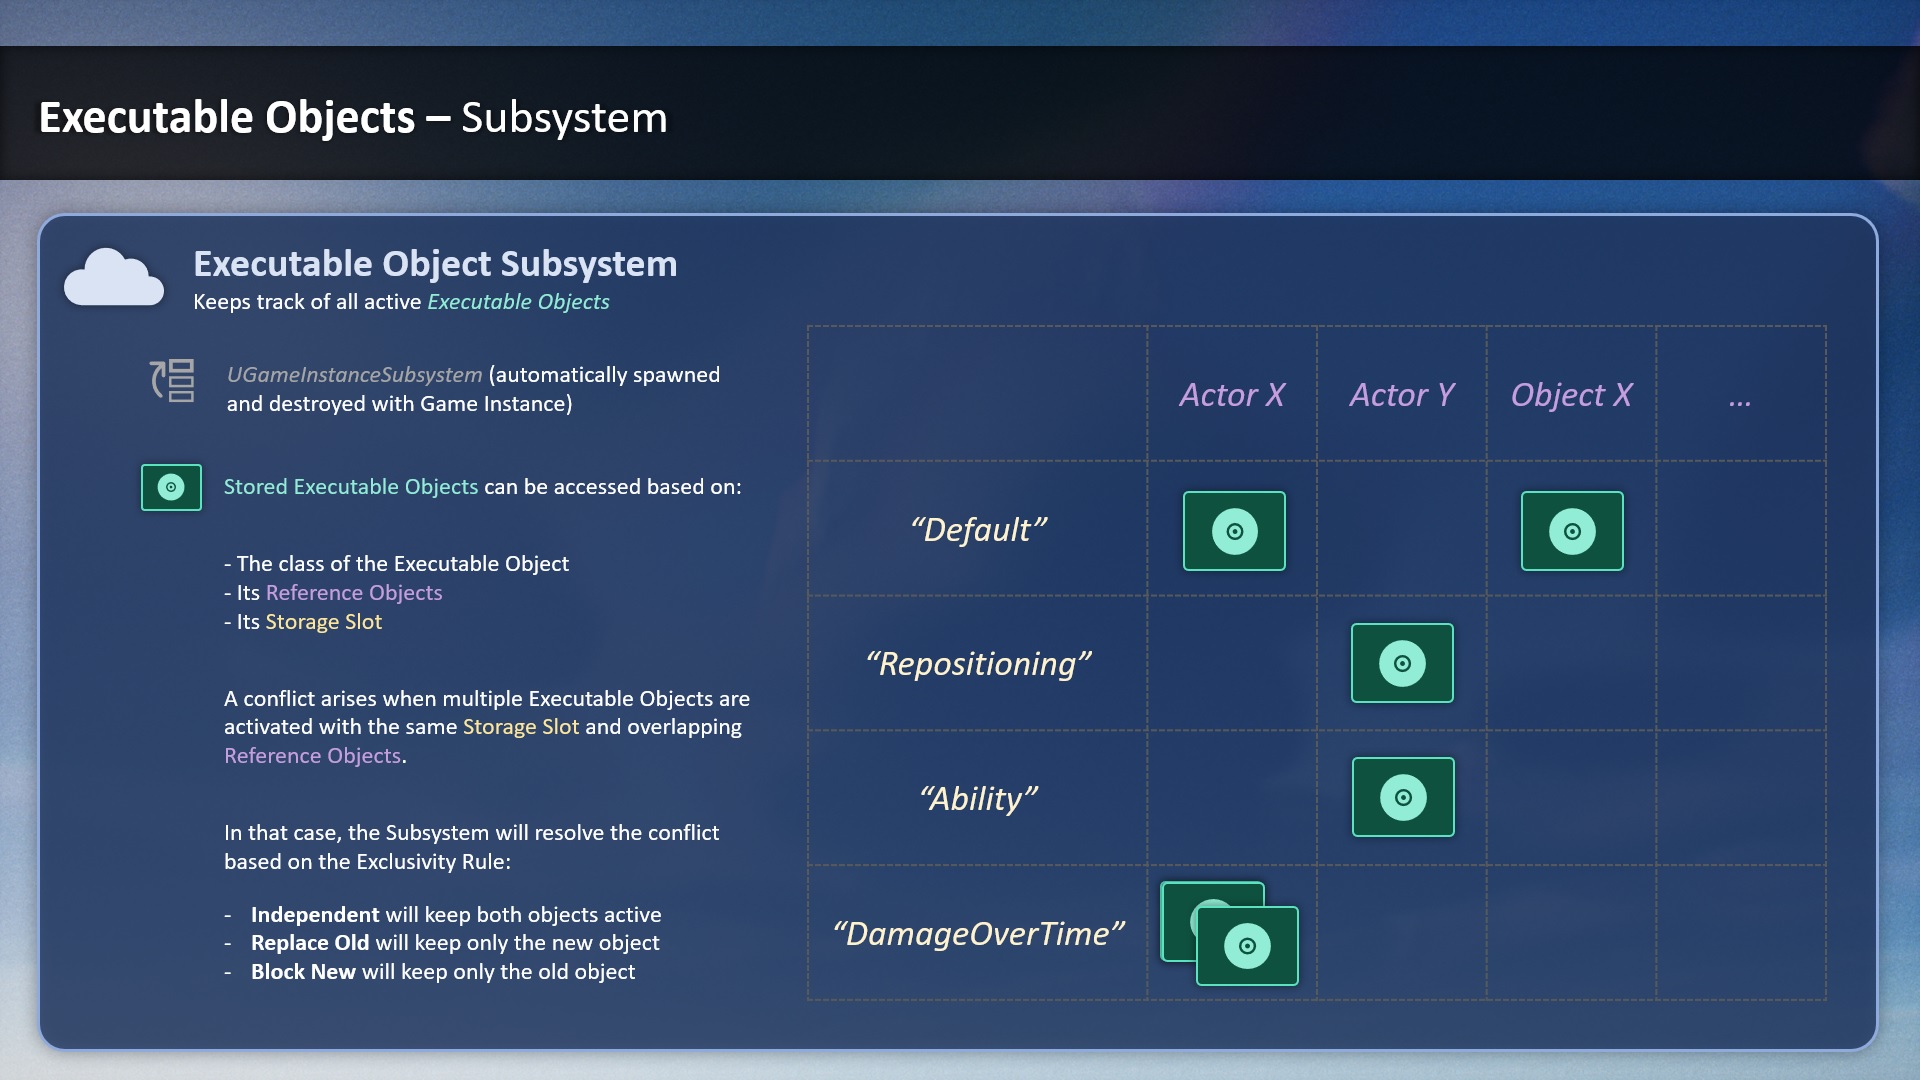 Executable Objects – Subsystem
Executable Object Subsystem
Keeps track of all active Executable Objects
UGameInstanceSubsystem (automatically spawned
and destroyed with Game Instance)
Stored Executable Objects can be accessed based on:
- The class of the Executable Object
- Its Reference Objects
- Its Storage Slot
A conflict arises when multiple Executable Objects are
activated with the same Storage Slot and overlapping
Reference Objects.
In that case, the Subsystem will resolve the conflict
based on the Exclusivity Rule:
- Independent will keep both objects active
- Replace Old will keep only the new object
- Block New will keep only the old object
Actor X Actor Y Object X ...
“Default”
“Repositioning”
“Ability”
“DamageOverTime”